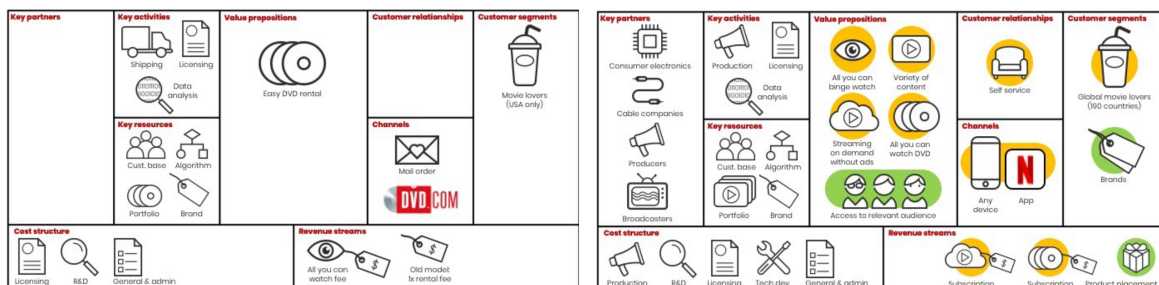 Key partners
Key activities
Shipping
Licensing
Data
analysis
Key resources
Cust. base
Algorithm
Portfolio
Brand
Value propositions
Easy DVD rental
Customer relationships
Channels
Mail order
DVD.COM
Customer segments
Movie lovers
(USA only)
Cost structure
Licensing
R&D
General & admin
Revenue streams
All you can
watch fee
Old model:
1x rental fee
Key partners
Consumer electronics
Cable companies
Producers
Broadcasters
Key activities
Production
Licensing
Data
analysis
Key resources
Cust. base
Algorithm
Portfolio
Brand
Value propositions
All you can
binge watch
Variety of
content
Streaming
on demand
without ads
All you can
watch DVD
Access to relevant audience
Customer relationships
Self service
Channels
Any
device
N
App
Customer segments
Global movie lovers
(190 countries)
Brands
Cost structure
Production
R&D
Licensing
Tech dev.
General & admin
Revenue streams
Subscription
Subscription
Product placement